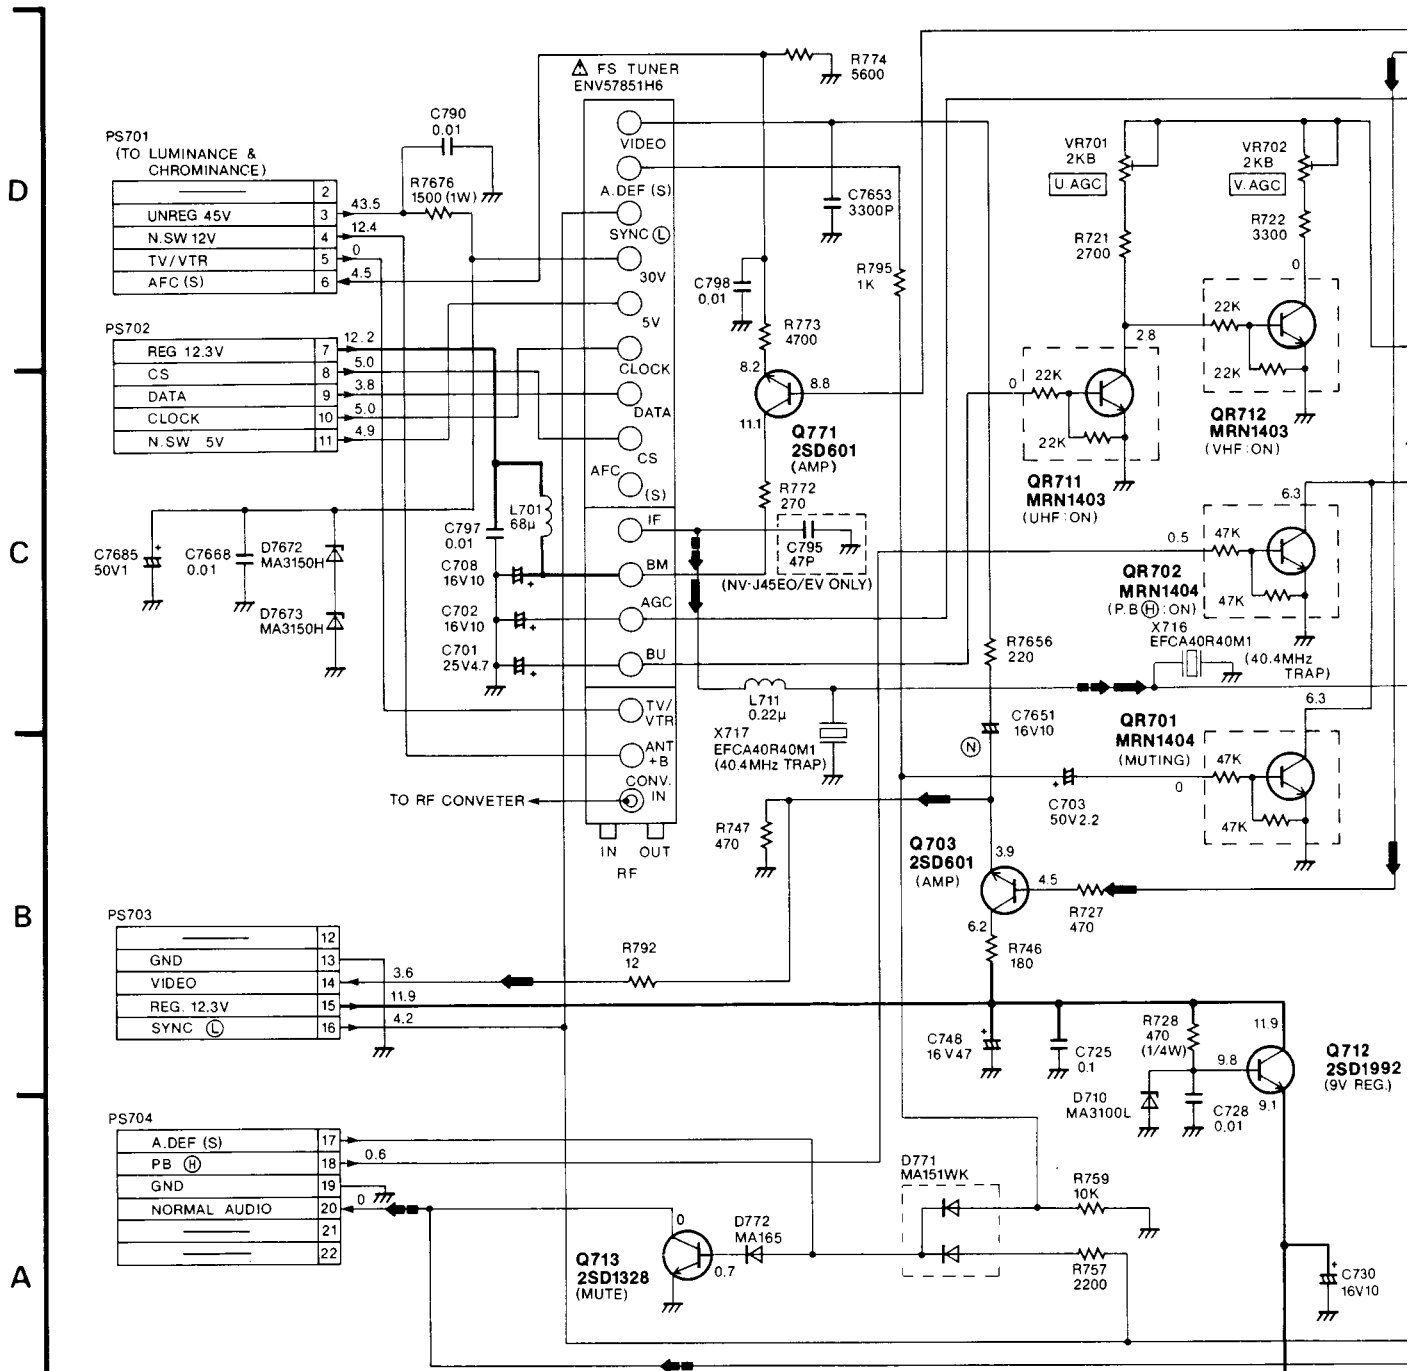 D
C
B
A
PS701
(TO LUMINANCE &
CHROMINANCE)
2
UNREG 45V 3 43.5
N.SW 12V 4 12.4
TV/VTR 5 0
AFC (S) 6 4.5
PS702
REG 12.3V 7 12.2
CS 8 5.0
DATA 9 3.8
CLOCK 10 5.0
N.SW 5V 11 4.9
C790
0.01
R7676
1500 (1W)
⚠ FS TUNER
ENV57851H6
VIDEO
A.DEF (S)
SYNC Ⓛ
30V
5V
CLOCK
DATA
CS
AFC
(S)
IF
BM
AGC
BU
TV/
VTR
ANT
+B
CONV.
IN
TO RF CONVETER
IN OUT
RF
R774
5600
C7653
3300P
C798
0.01
R795
1K
R773
4700
8.2
8.8
11.1
Q771
2SD601
(AMP)
R772
270
C795
47P
(NV-J45EO/EV ONLY)
VR701
2KB
U.AGC
VR702
2KB
V.AGC
R721
2700
R722
3300
0
2.8
22K
22K
QR712
MRN1403
(VHF:ON)
0
22K
22K
QR711
MRN1403
(UHF:ON)
6.3
0.5
47K
47K
QR702
MRN1404
(P.BⒽ:ON)
X716
EFCA40R40M1
(40.4MHz
TRAP)
6.3
QR701
MRN1404
(MUTING)
0
47K
47K
C7685
50V1
+
C7668
0.01
D7672
MA3150H
D7673
MA3150H
L701
68μ
C797
0.01
C708
16V10
+
C702
16V10
+
C701
25V4.7
+
R7656
220
L711
0.22μ
X717
EFCA40R40M1
(40.4MHz TRAP)
C7651
16V10
Ⓝ
+
C703
50V2.2
R747
470
Q703
2SD601
(AMP)
3.9
4.5
6.2
R727
470
R746
180
PS703
12
GND 13
VIDEO 14 3.6
REG. 12.3V 15 11.9
SYNC Ⓛ 16 4.2
R792
12
C748
16V47
+
C725
0.1
R728
470
(1/4W)
11.9
9.8
9.1
Q712
2SD1992
(9V REG.)
D710
MA3100L
C728
0.01
PS704
A.DEF (S) 17
PB Ⓗ 18 0.6
GND 19
NORMAL AUDIO 20 0
21
22
D771
MA151WK
R759
10K
R757
2200
D772
MA165
0
0.7
Q713
2SD1328
(MUTE)
+
C730
16V10